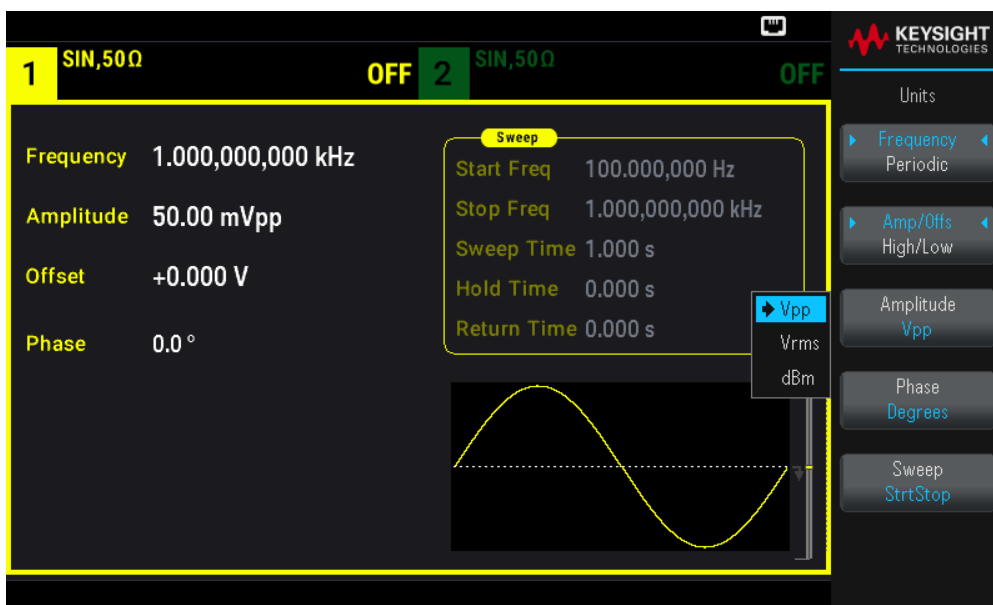 KEYSIGHT
TECHNOLOGIES
1 SIN,50Ω OFF 2 SIN,50Ω OFF
Units
Frequency 1.000,000,000 kHz
Amplitude 50.00 mVpp
Offset +0.000 V
Phase 0.0 °
Sweep
Start Freq 100.000,000 Hz
Stop Freq 1.000,000,000 kHz
Sweep Time 1.000 s
Hold Time 0.000 s
Return Time 0.000 s
Vpp
Vrms
dBm
Frequency
Periodic
Amp/Offs
High/Low
Amplitude
Vpp
Phase
Degrees
Sweep
StrtStop